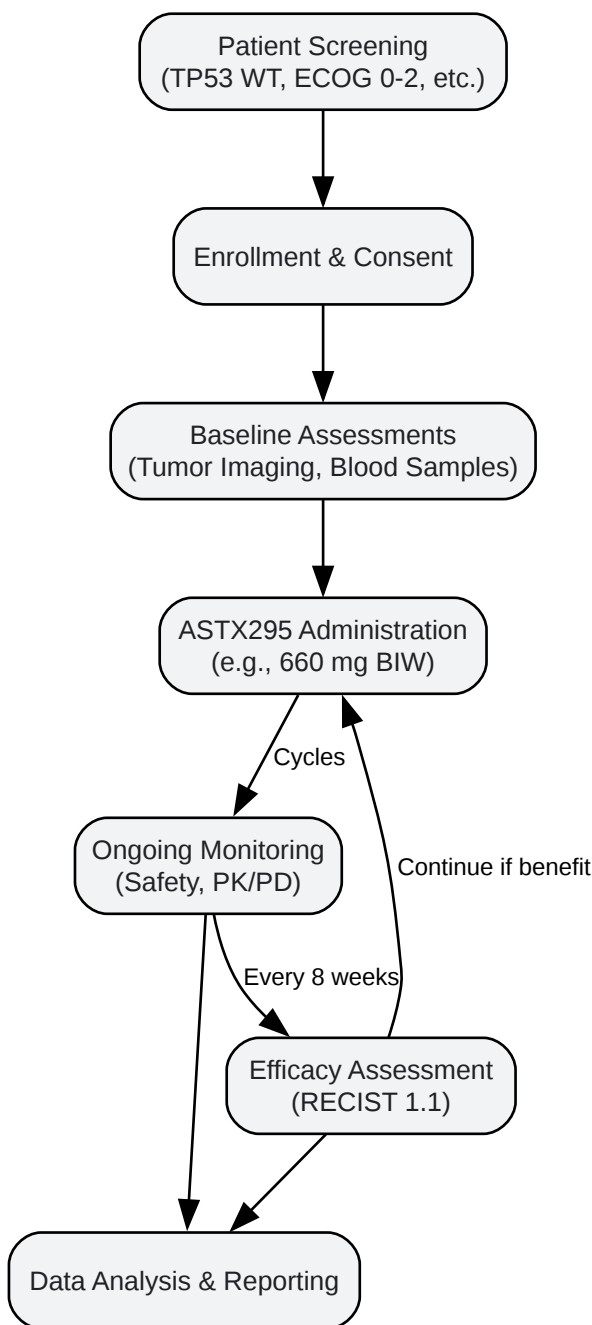 Patient Screening
(TP53 WT, ECOG 0-2, etc.)
Enrollment & Consent
Baseline Assessments
(Tumor Imaging, Blood Samples)
ASTX295 Administration
(e.g., 660 mg BIW)
Cycles
Ongoing Monitoring
(Safety, PK/PD)
Continue if benefit
Every 8 weeks
Efficacy Assessment
(RECIST 1.1)
Data Analysis & Reporting